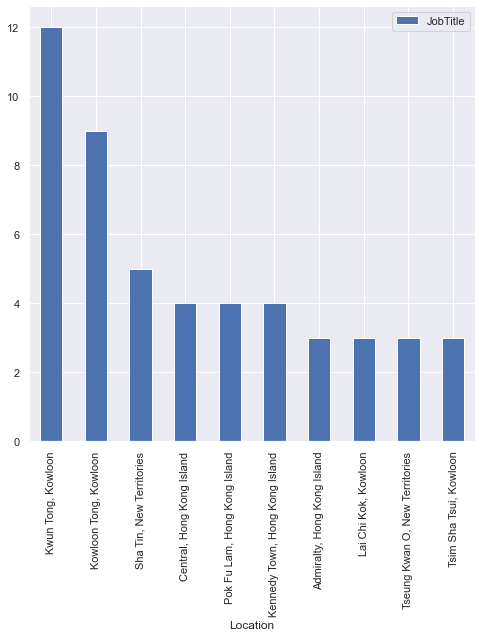 JobTitle
12
10
8
6
4
2
0
Kwun Tong, Kowloon
Kowloon Tong, Kowloon
Sha Tin, New Territories
Central, Hong Kong Island
Pok Fu Lam, Hong Kong Island
Kennedy Town, Hong Kong Island
Admiralty, Hong Kong Island
Lai Chi Kok, Kowloon
Tseung Kwan O, New Territories
Tsim Sha Tsui, Kowloon
Location